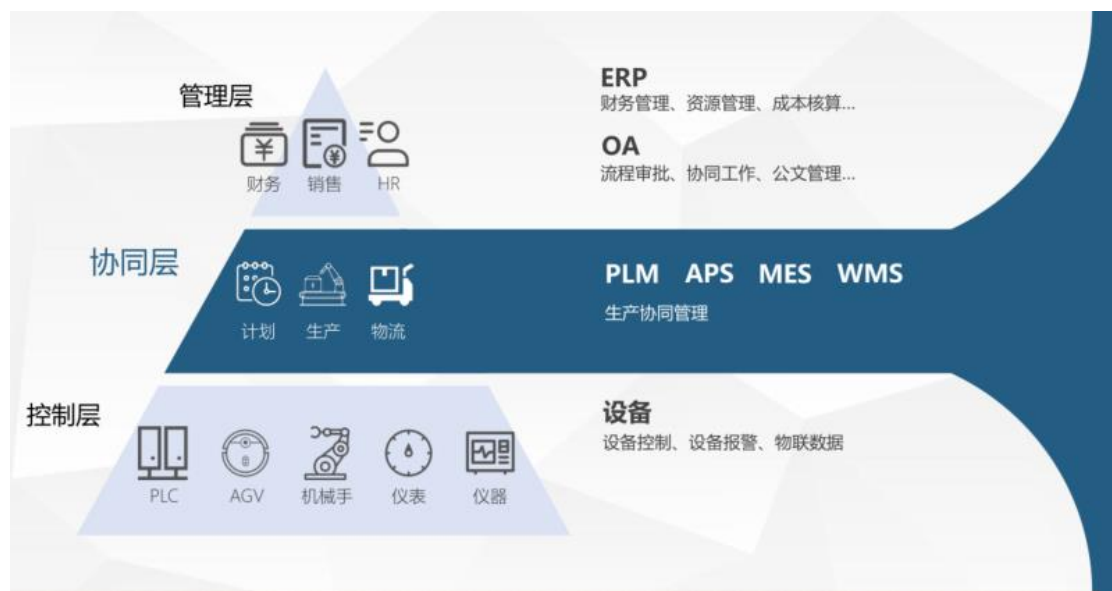 管理层
财务 销售 HR
ERP
财务管理、资源管理、成本核算...
OA
流程审批、协同工作、公文管理...
协同层
计划 生产 物流
PLM APS MES WMS
生产协同管理
控制层
PLC AGV 机械手 仪表 仪器
设备
设备控制、设备报警、物联数据